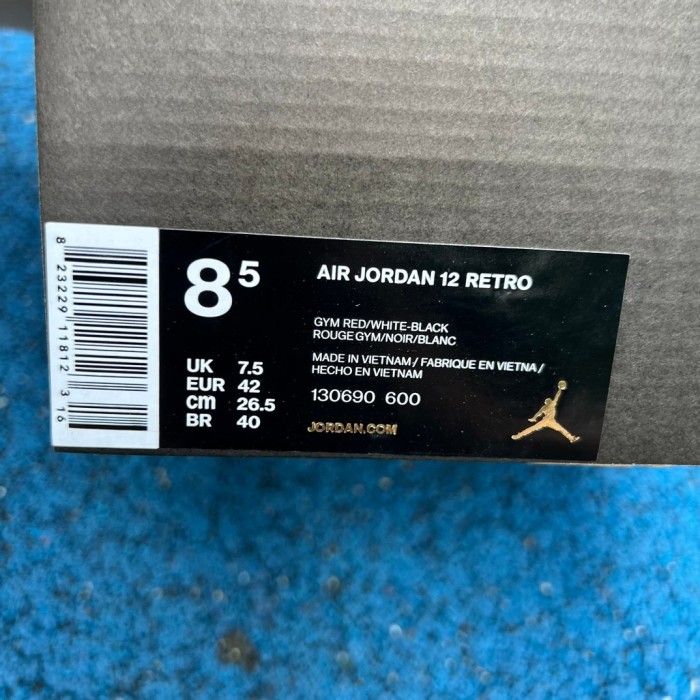 8 23229 11812 3 16
8 5
UK 7.5
EUR 42
cm 26.5
BR 40
AIR JORDAN 12 RETRO
GYM RED/WHITE-BLACK
ROUGE GYM/NOIR/BLANC
MADE IN VIETNAM / FABRIQUE EN VIETNA /
HECHO EN VIETNAM
130690 600
JORDAN.COM